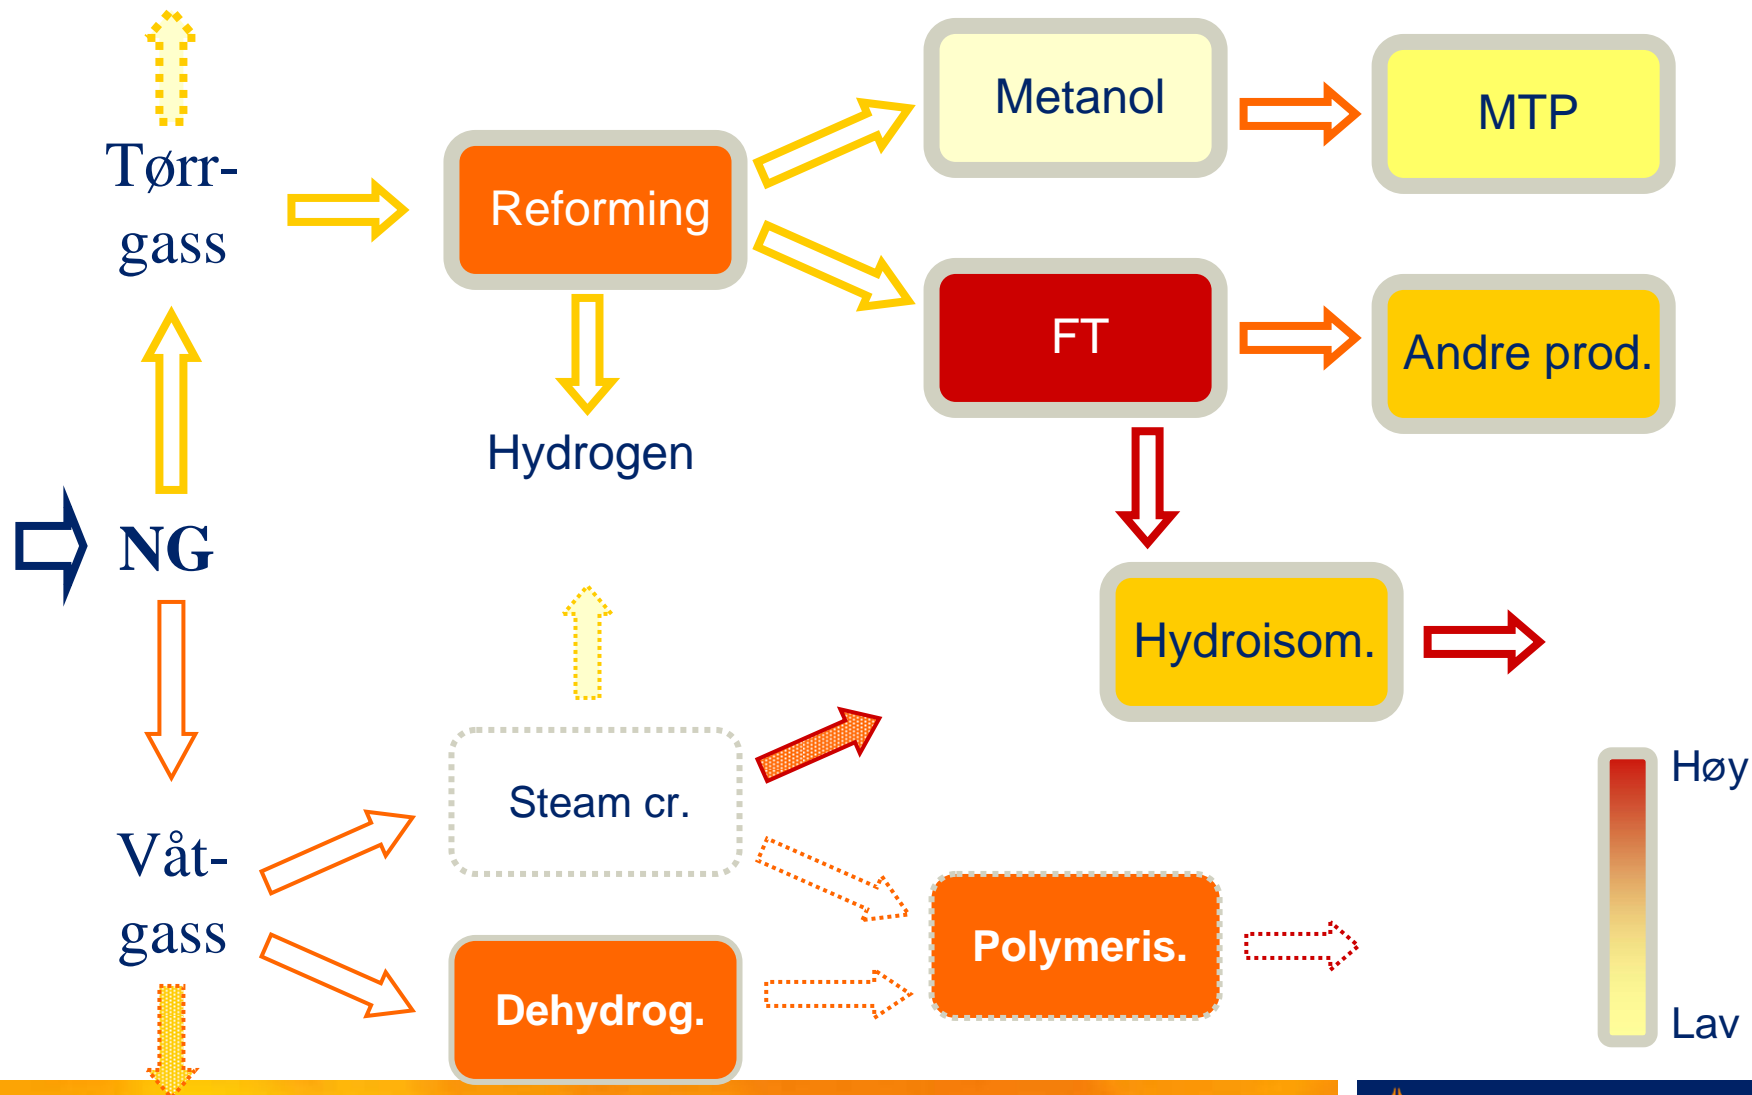 Tørr-
gass
Reforming
Metanol
MTP
FT
Andre prod.
Hydrogen
NG
Hydroisom.
Steam cr.
Våt-
gass
Polymeris.
Dehydrog.
Høy
Lav